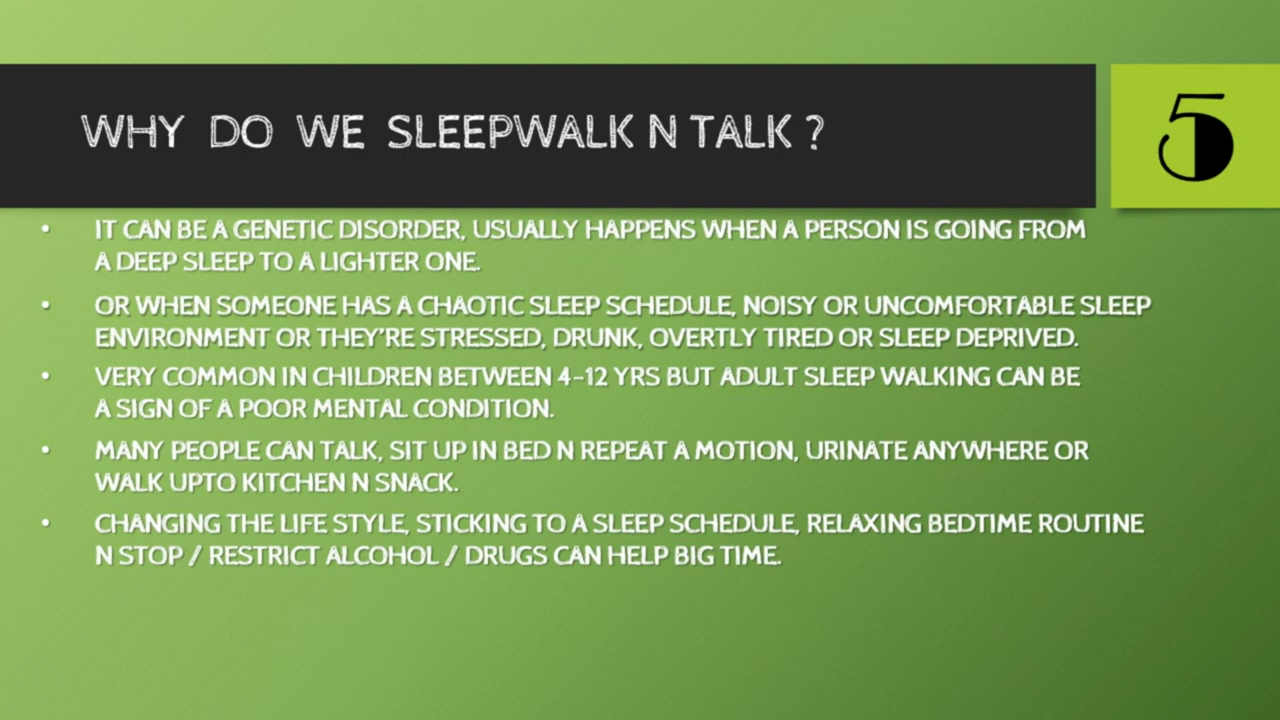 WHY DO WE SLEEPWALK N TALK ?
5
• IT CAN BE A GENETIC DISORDER, USUALLY HAPPENS WHEN A PERSON IS GOING FROM
A DEEP SLEEP TO A LIGHTER ONE.
• OR WHEN SOMEONE HAS A CHAOTIC SLEEP SCHEDULE, NOISY OR UNCOMFORTABLE SLEEP
ENVIRONMENT OR THEY'RE STRESSED, DRUNK, OVERTLY TIRED OR SLEEP DEPRIVED.
• VERY COMMON IN CHILDREN BETWEEN 4-12 YRS BUT ADULT SLEEP WALKING CAN BE
A SIGN OF A POOR MENTAL CONDITION.
• MANY PEOPLE CAN TALK, SIT UP IN BED N REPEAT A MOTION, URINATE ANYWHERE OR
WALK UPTO KITCHEN N SNACK.
• CHANGING THE LIFE STYLE, STICKING TO A SLEEP SCHEDULE, RELAXING BEDTIME ROUTINE
N STOP / RESTRICT ALCOHOL / DRUGS CAN HELP BIG TIME.